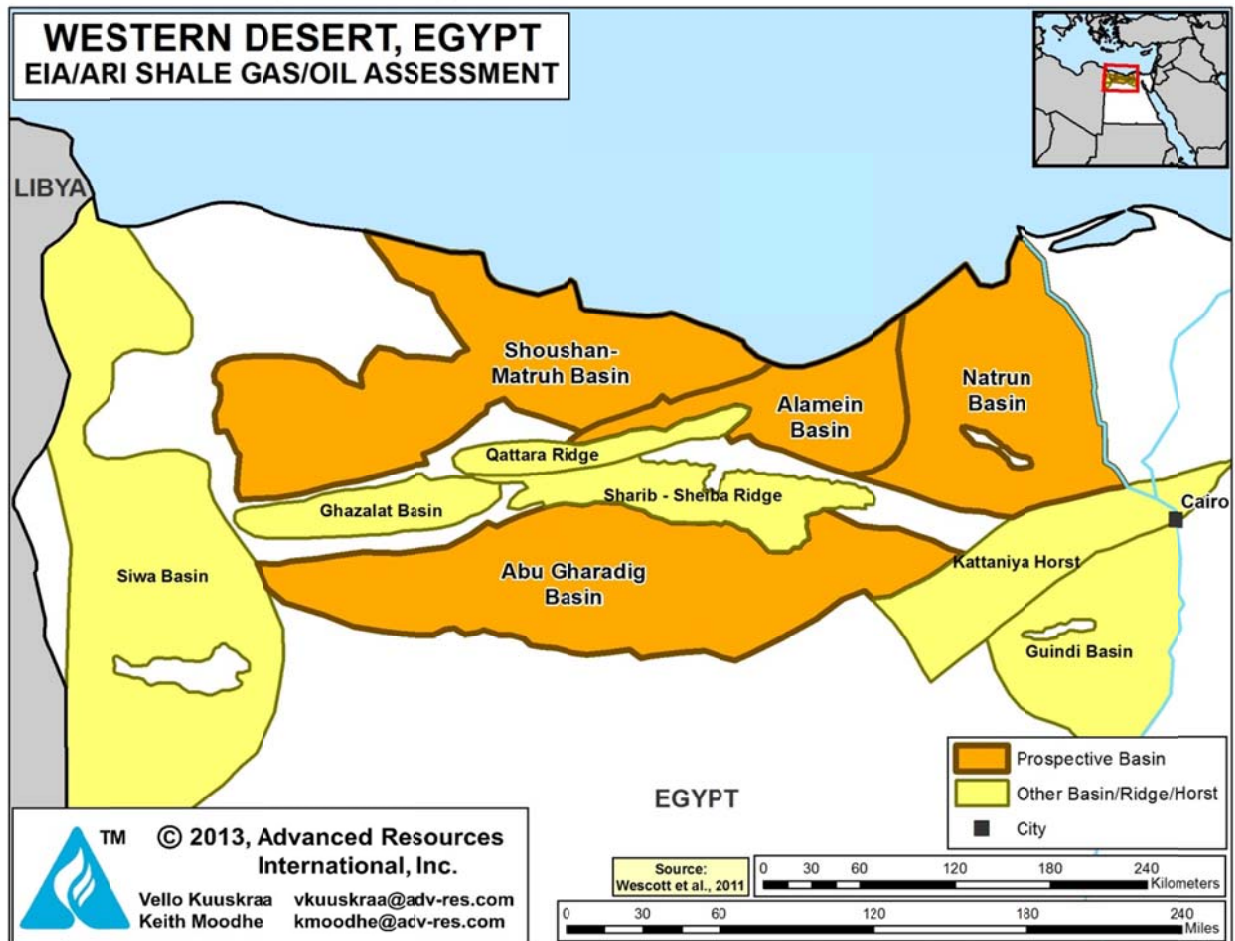 WESTERN DESERT, EGYPT
EIA/ARI SHALE GAS/OIL ASSESSMENT
LIBYA
Shoushan-
Matruh Basin
Alamein
Basin
Natrun
Basin
Qattara Ridge
Sharib - Sheiba Ridge
Ghazalat Basin
Cairo
Siwa Basin
Abu Gharadig
Basin
Kattaniya Horst
Guindi Basin
EGYPT
Prospective Basin
Other Basin/Ridge/Horst
City
TM
© 2013, Advanced Resources
International, Inc.
Vello Kuuskraa vkuuskraa@adv-res.com
Keith Moodhe kmoodhe@adv-res.com
Source:
Wescott et al., 2011
0 30 60 120 180 240
Kilometers
0 30 60 120 180 240
Miles